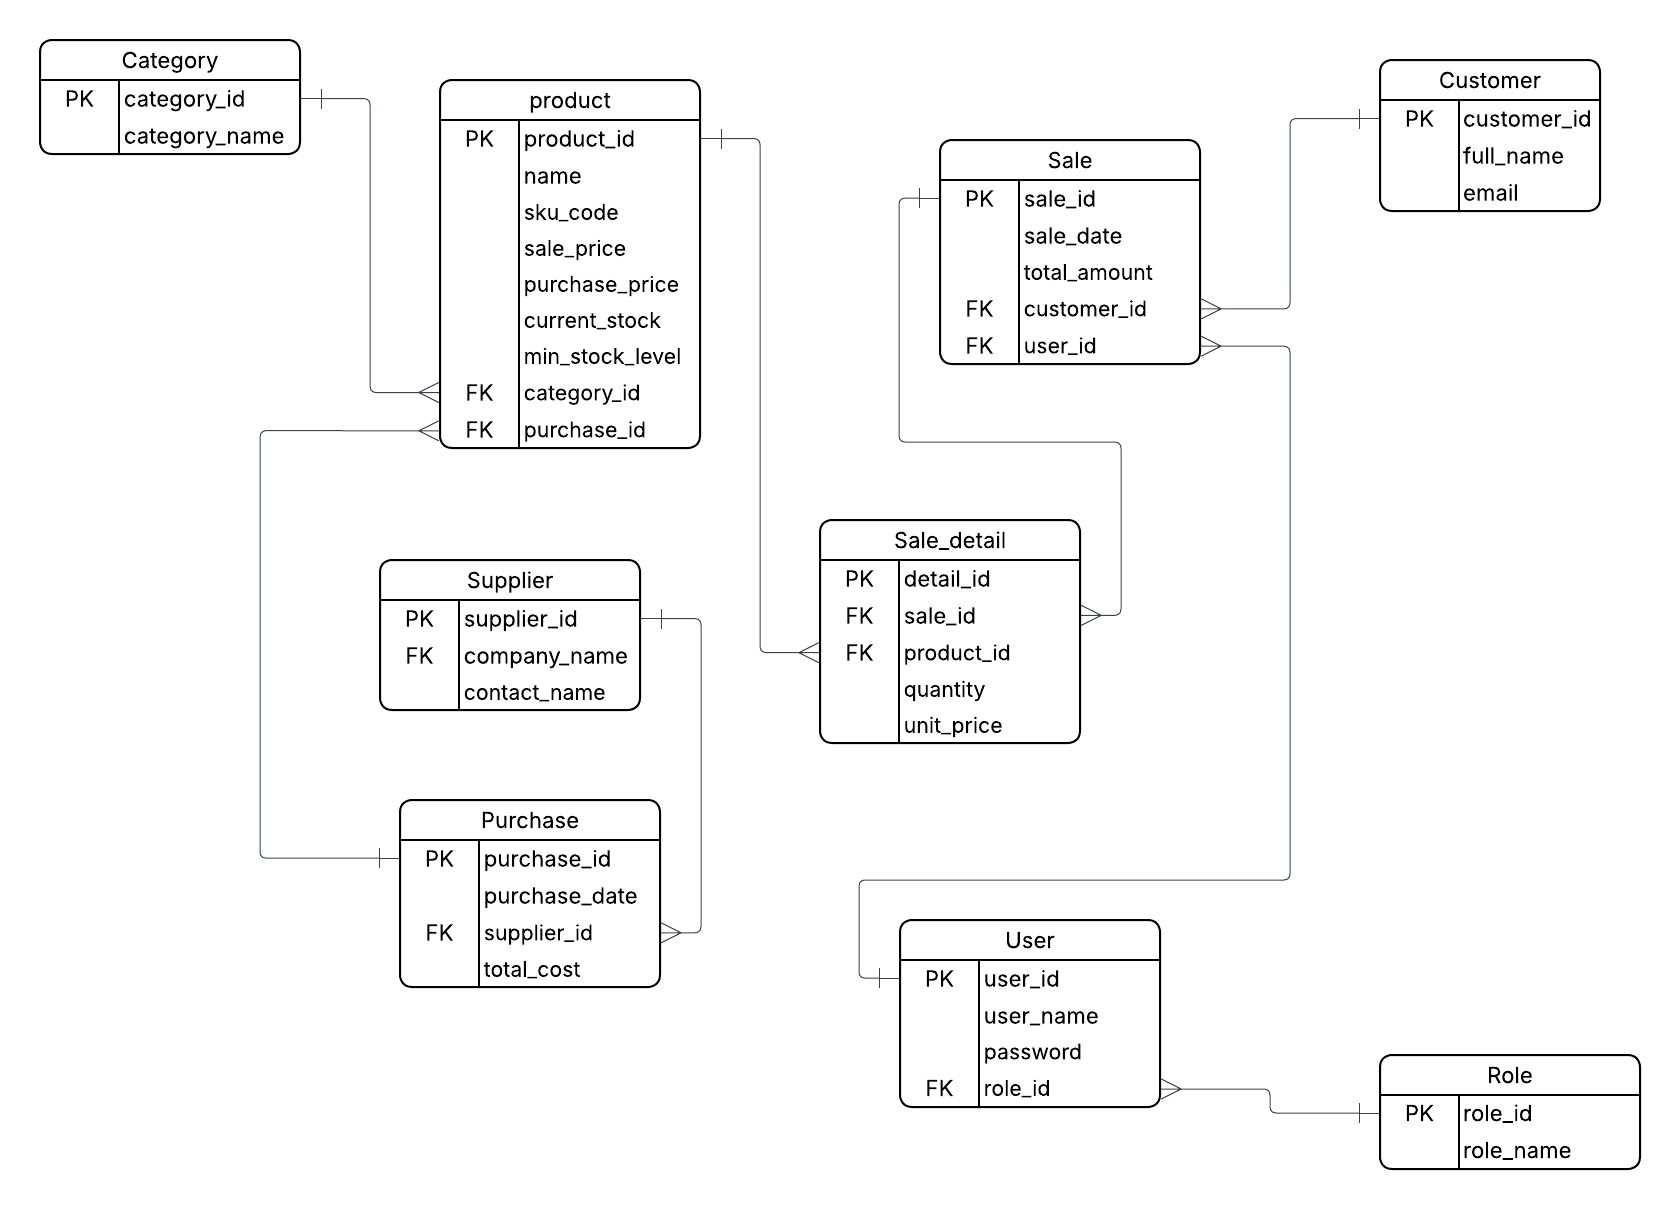 Category
PK category_id
category_name
product
PK product_id
name
sku_code
sale_price
purchase_price
current_stock
min_stock_level
FK category_id
FK purchase_id
Sale
PK sale_id
sale_date
total_amount
FK customer_id
FK user_id
Customer
PK customer_id
full_name
email
Supplier
PK supplier_id
FK company_name
contact_name
Sale_detail
PK detail_id
FK sale_id
FK product_id
quantity
unit_price
Purchase
PK purchase_id
purchase_date
FK supplier_id
total_cost
User
PK user_id
user_name
password
FK role_id
Role
PK role_id
role_name